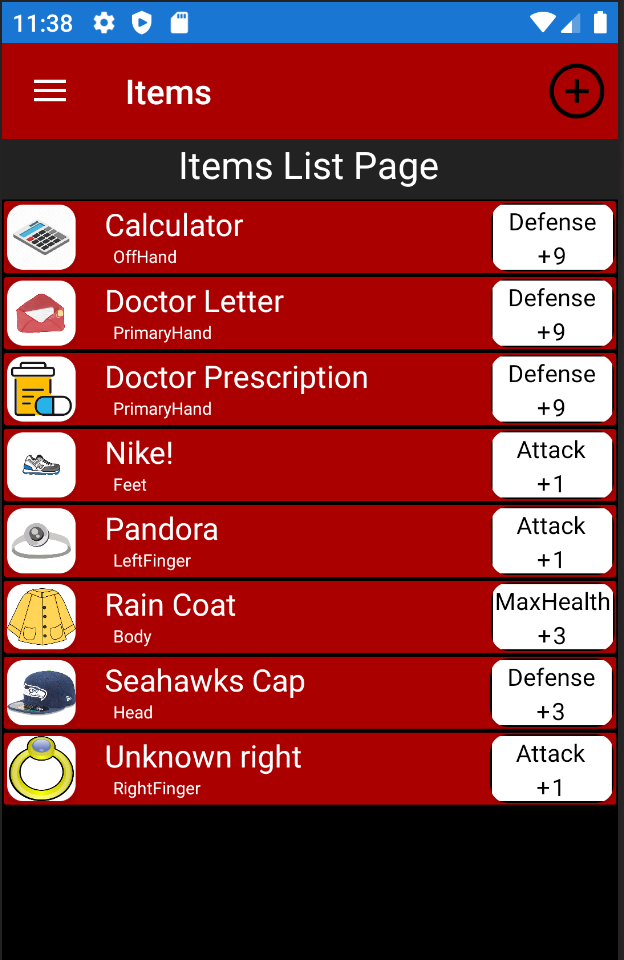 11:38
Items
Items List Page
Calculator
OffHand
Defense
+9
Doctor Letter
PrimaryHand
Defense
+9
Doctor Prescription
PrimaryHand
Defense
+9
Nike!
Feet
Attack
+1
Pandora
LeftFinger
Attack
+1
Rain Coat
Body
MaxHealth
+3
Seahawks Cap
Head
Defense
+3
Unknown right
RightFinger
Attack
+1